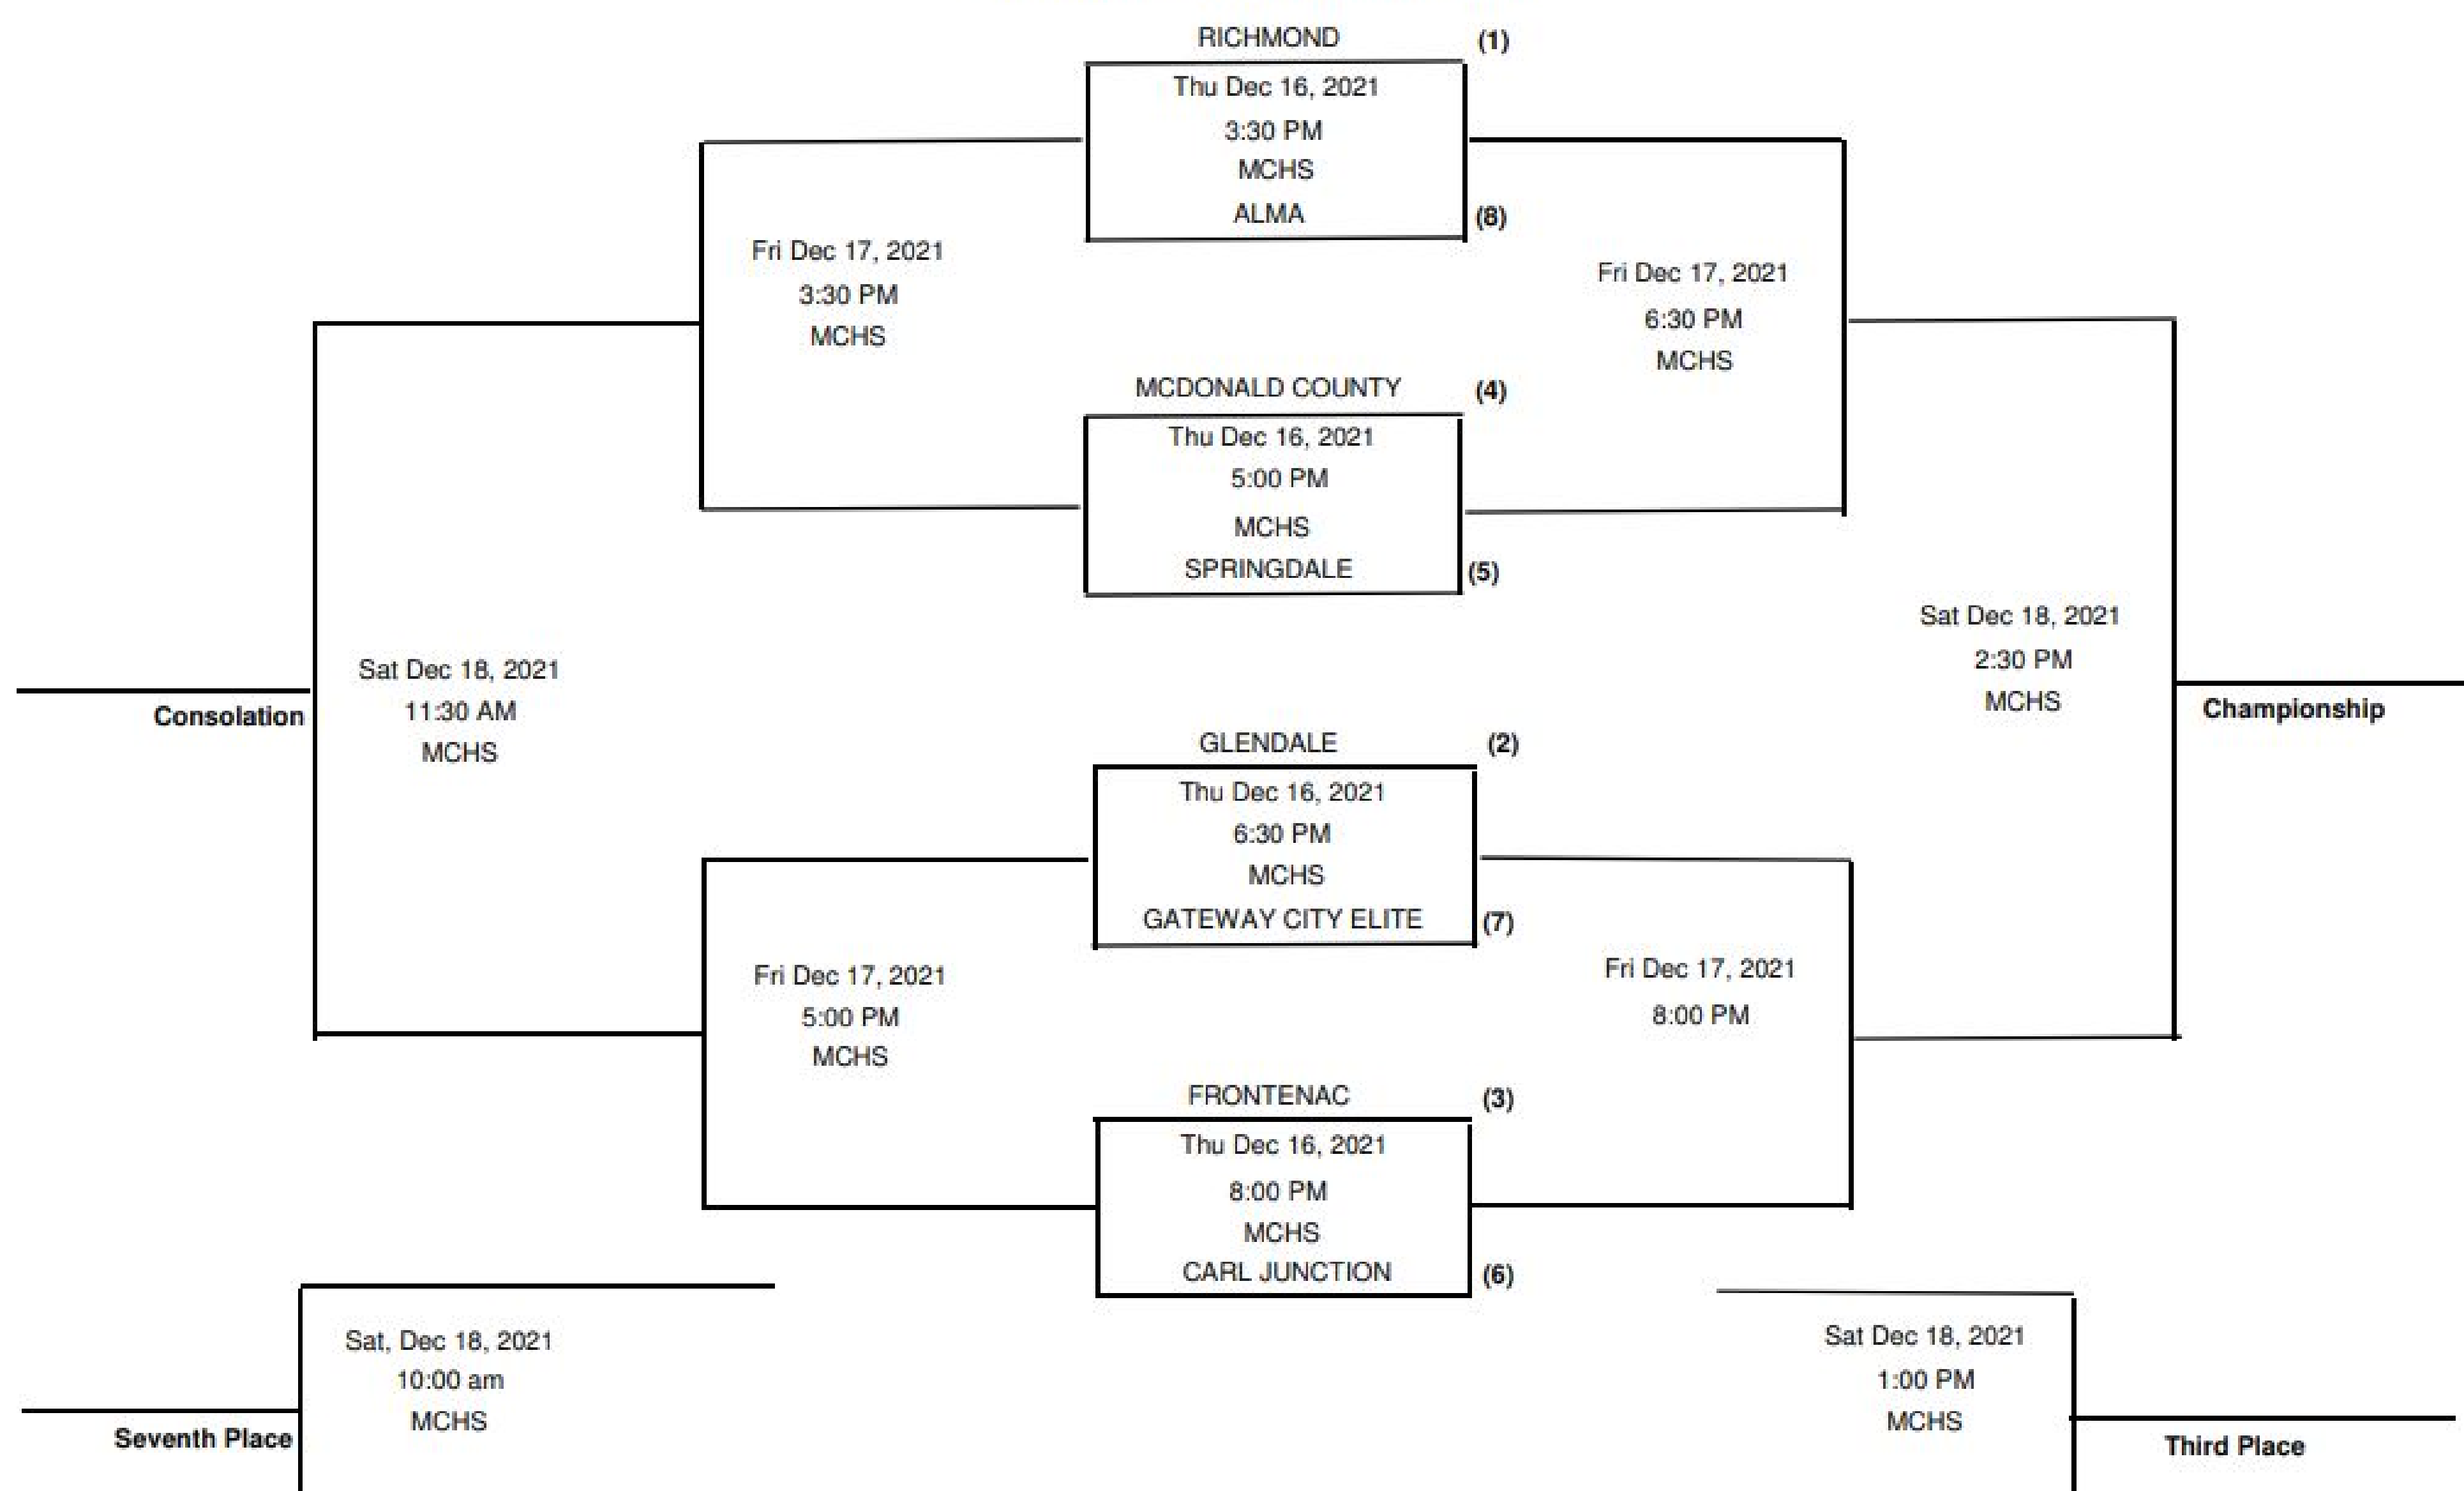 RICHMOND (1)
Thu Dec 16, 2021
3:30 PM
MCHS
ALMA (8)
Fri Dec 17, 2021
3:30 PM
MCHS
Fri Dec 17, 2021
6:30 PM
MCHS
MCDONALD COUNTY (4)
Thu Dec 16, 2021
5:00 PM
MCHS
SPRINGDALE (5)
Sat Dec 18, 2021
11:30 AM
MCHS
Consolation
Sat Dec 18, 2021
2:30 PM
MCHS
Championship
GLENDALE (2)
Thu Dec 16, 2021
6:30 PM
MCHS
GATEWAY CITY ELITE (7)
Fri Dec 17, 2021
5:00 PM
MCHS
Fri Dec 17, 2021
8:00 PM
FRONTENAC (3)
Thu Dec 16, 2021
8:00 PM
MCHS
CARL JUNCTION (6)
Sat, Dec 18, 2021
10:00 am
MCHS
Seventh Place
Sat Dec 18, 2021
1:00 PM
MCHS
Third Place